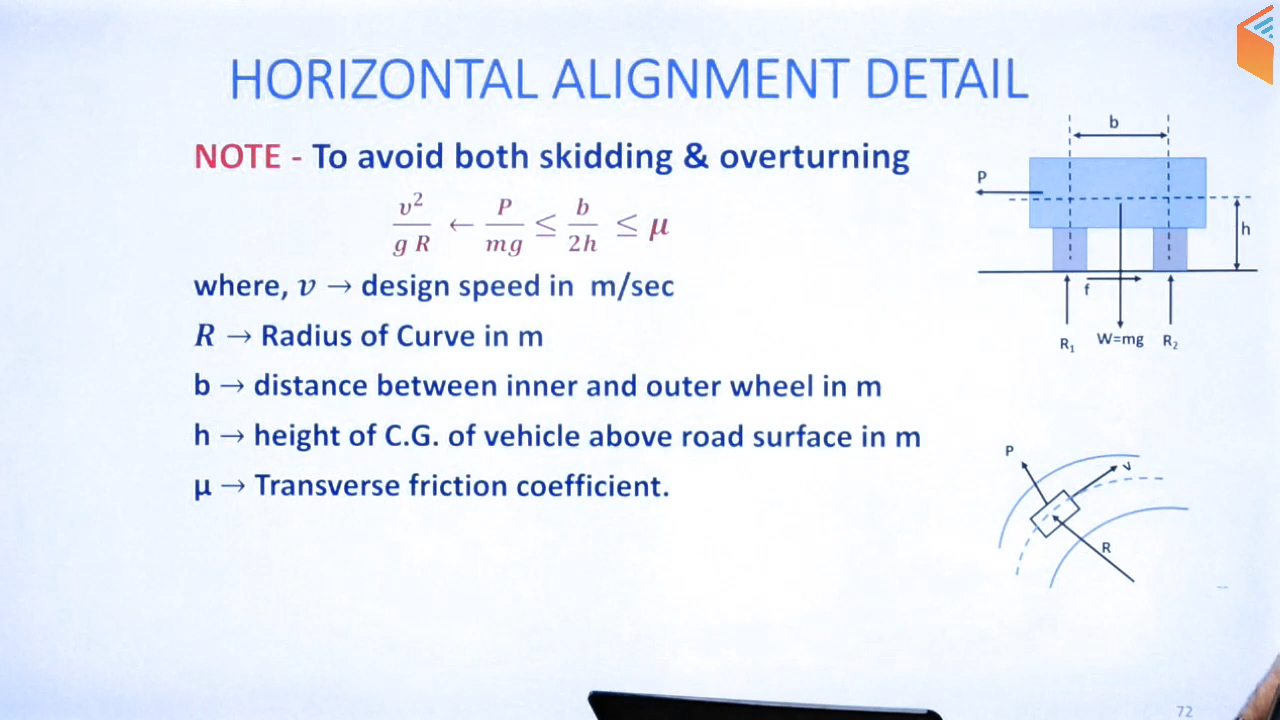 HORIZONTAL ALIGNMENT DETAIL
NOTE - To avoid both skidding & overturning
v²/g R ← P/mg ≤ b/2h ≤ μ
where, v → design speed in m/sec
R → Radius of Curve in m
b → distance between inner and outer wheel in m
h → height of C.G. of vehicle above road surface in m
μ → Transverse friction coefficient.
b
P
h
f
R₁ W=mg R₂
P
v
R
72